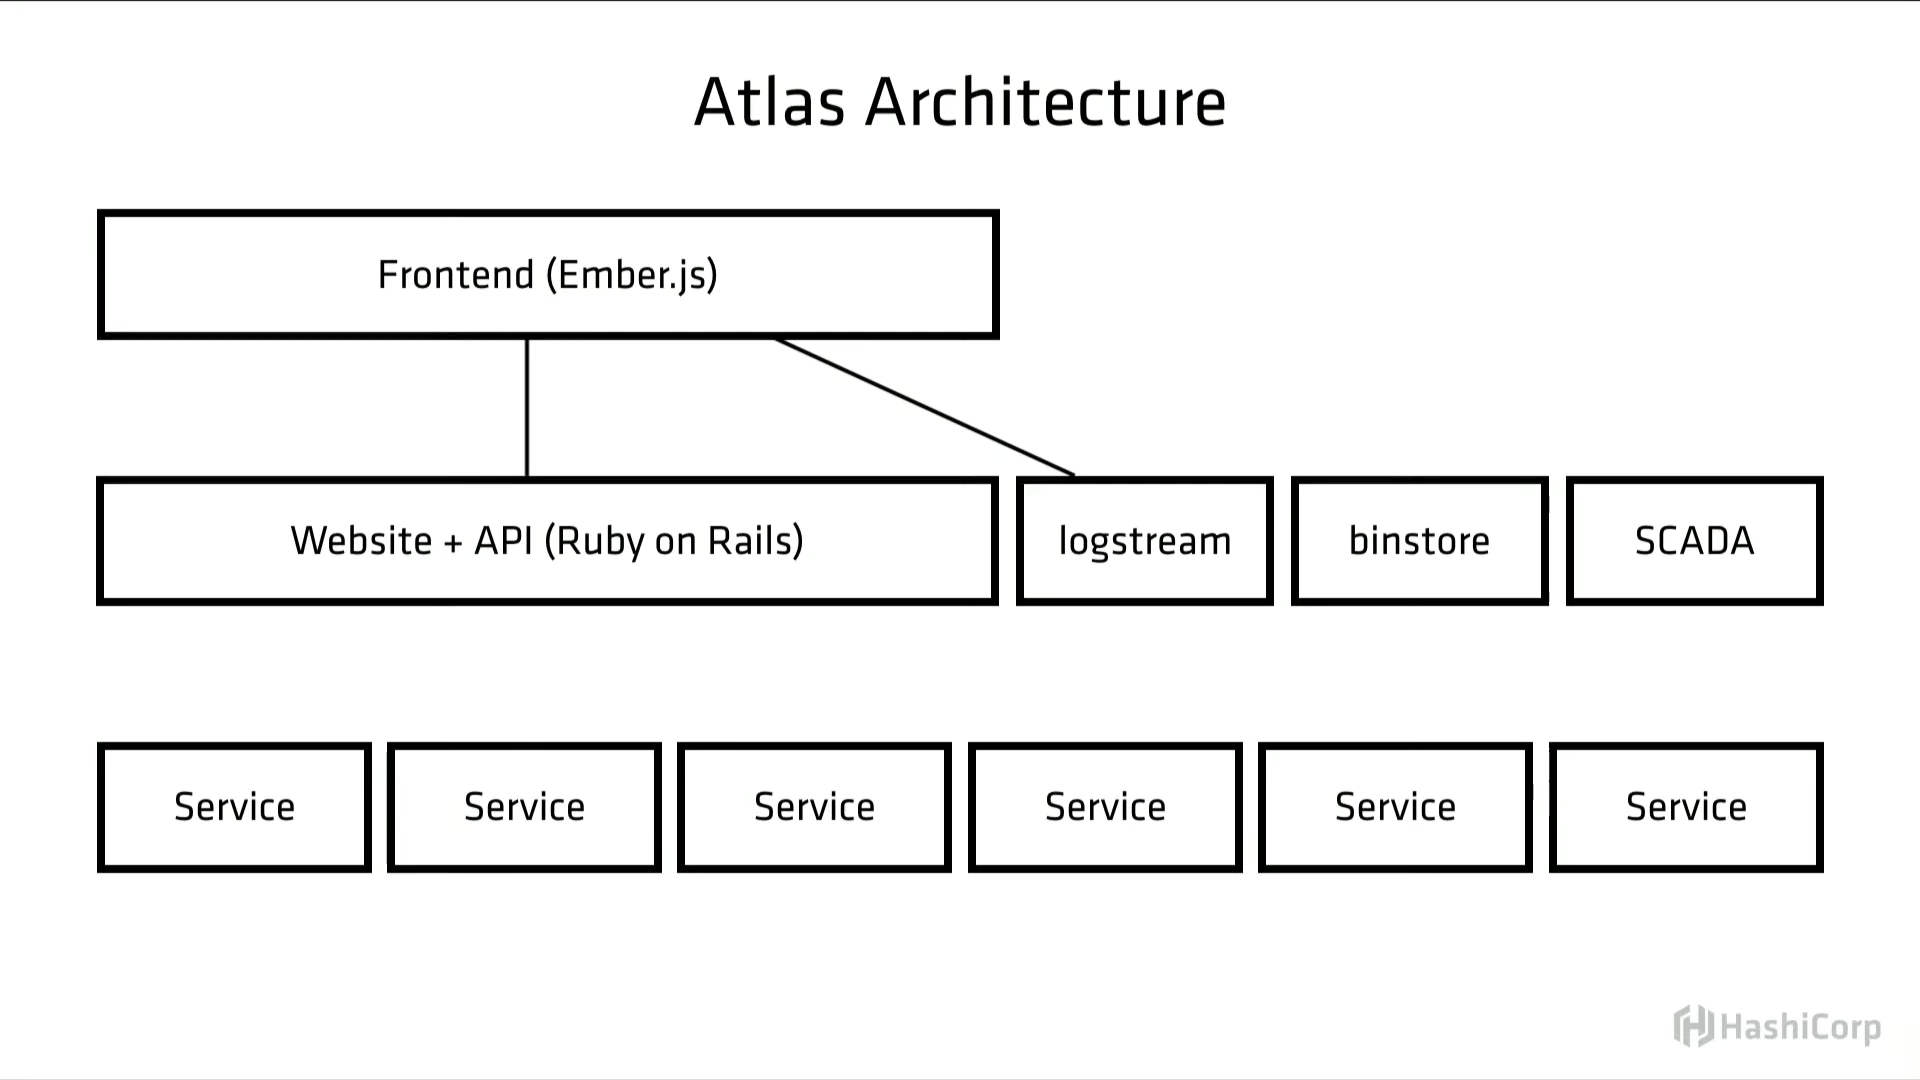 Atlas Architecture
Frontend (Ember.js)
Website + API (Ruby on Rails)
logstream
binstore
SCADA
Service
Service
Service
Service
Service
Service
HashiCorp